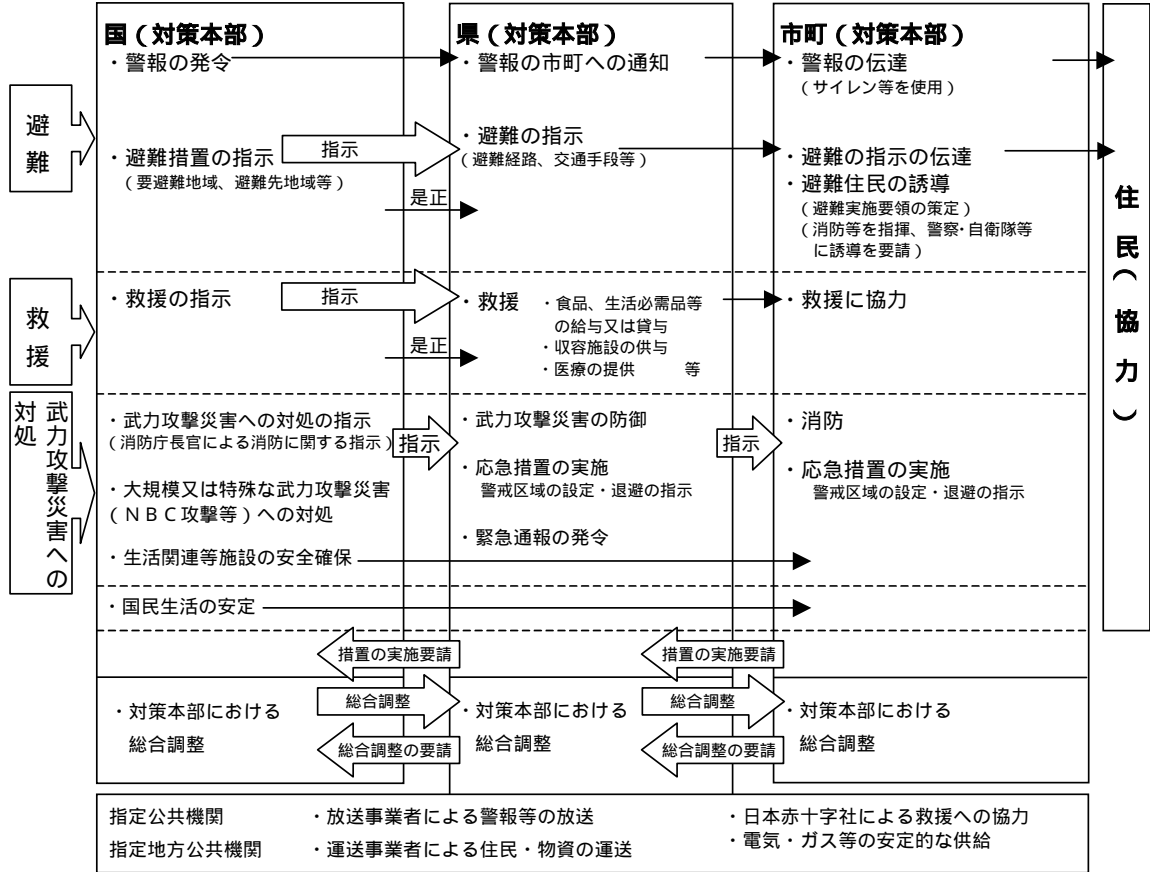 国（対策本部）
・警報の発令
・避難措置の指示
（要避難地域、避難先地域等）
指示
是正
・救援の指示
指示
是正
・武力攻撃災害への対処の指示
（消防庁長官による消防に関する指示）
指示
・大規模又は特殊な武力攻撃災害
（ＮＢＣ攻撃等）への対処
・生活関連等施設の安全確保
・国民生活の安定
県（対策本部）
・警報の市町への通知
・避難の指示
（避難経路、交通手段等）
・救援
・食品、生活必需品等
の給与又は貸与
・収容施設の供与
・医療の提供　等
・武力攻撃災害の防御
指示
・応急措置の実施
警戒区域の設定・退避の指示
・緊急通報の発令
市町（対策本部）
・警報の伝達
（サイレン等を使用）
・避難の指示の伝達
・避難住民の誘導
（避難実施要領の策定）
（消防等を指揮、警察・自衛隊等
に誘導を要請）
・救援に協力
・消防
・応急措置の実施
警戒区域の設定・退避の指示
避難
救援
武力攻撃災害への
対処
住民（協力）
措置の実施要請
措置の実施要請
・対策本部における
総合調整
総合調整
総合調整の要請
・対策本部における
総合調整
総合調整
総合調整の要請
・対策本部における
総合調整
指定公共機関
指定地方公共機関
・放送事業者による警報等の放送
・運送事業者による住民・物資の運送
・日本赤十字社による救援への協力
・電気・ガス等の安定的な供給